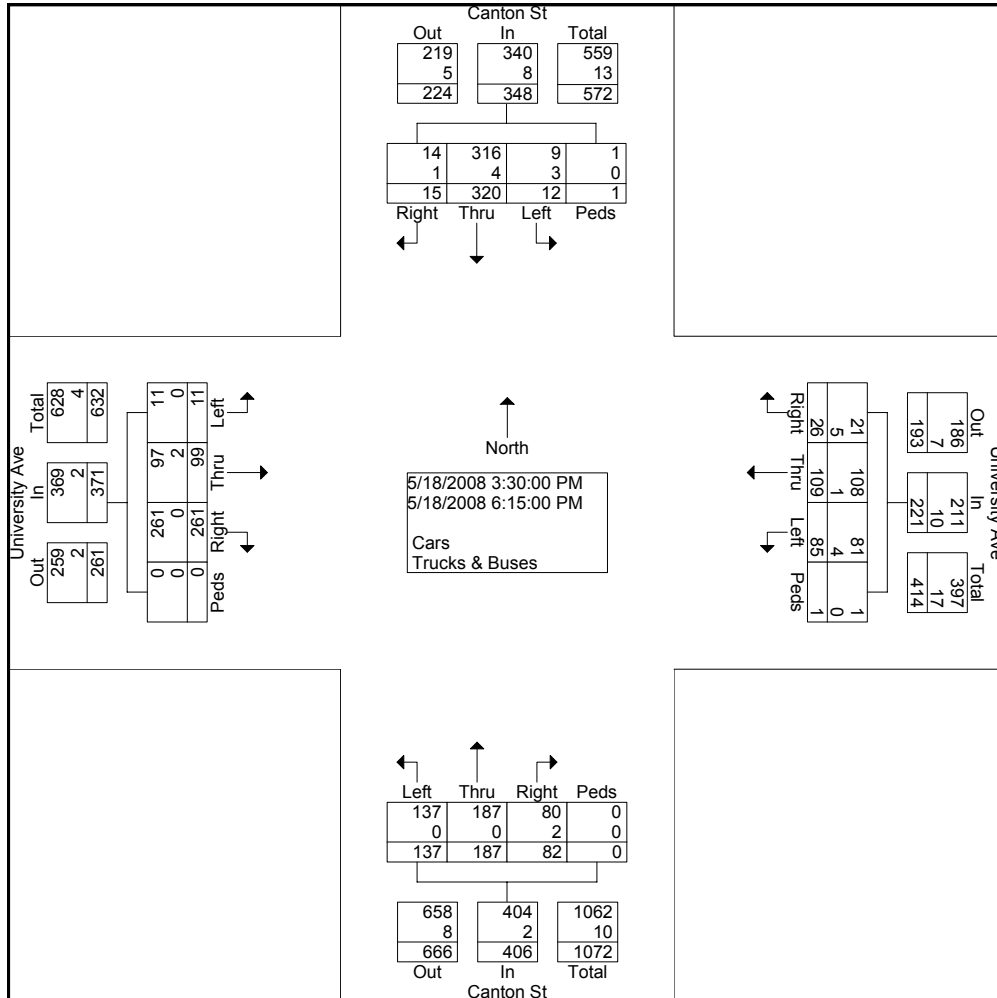 Canton St
Out In Total
219 340 559
5 8 13
224 348 572
14 316 9 1
1 4 3 0
15 320 12 1
Right Thru Left Peds
University Ave
Total In Out
628 369 259
4 2 2
632 371 261
11 97 261 0
0 2 0 0
11 99 261 0
Left Thru Right Peds
North
5/18/2008 3:30:00 PM
5/18/2008 6:15:00 PM
Cars
Trucks & Buses
Right Thru Left Peds
26 109 85 1
5 1 4 0
21 108 81 1
University Ave
Out In Total
186 211 397
7 10 17
193 221 414
Left Thru Right Peds
137 187 80 0
0 0 2 0
137 187 82 0
658 404 1062
8 2 10
666 406 1072
Out In Total
Canton St